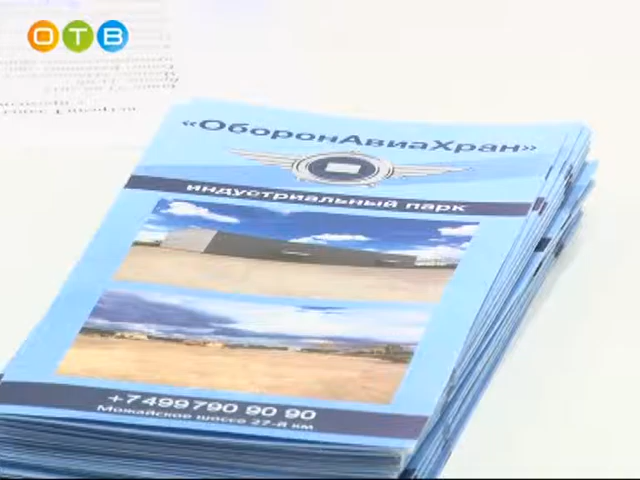 ОТВ
«ОборонАвиаХран»
индустриальный парк
+7 499 790 90 90
Можайское шоссе 27-й км